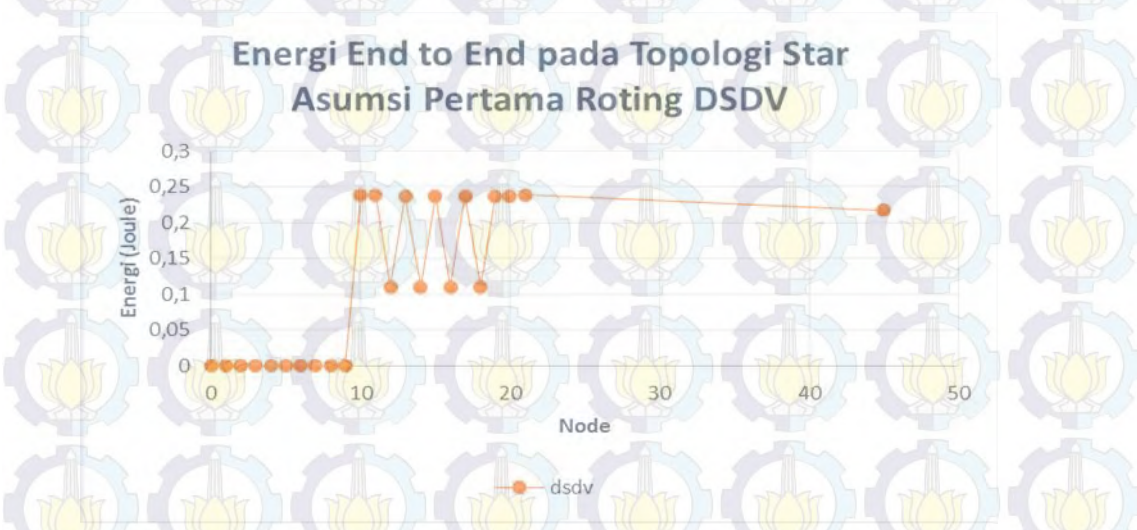 Energi End to End pada Topologi Star
Asumsi Pertama Roting DSDV
0,3
0,25
0,2
0,15
0,1
0,05
0
Energi (Joule)
0 10 20 30 40 50
Node
dsdv